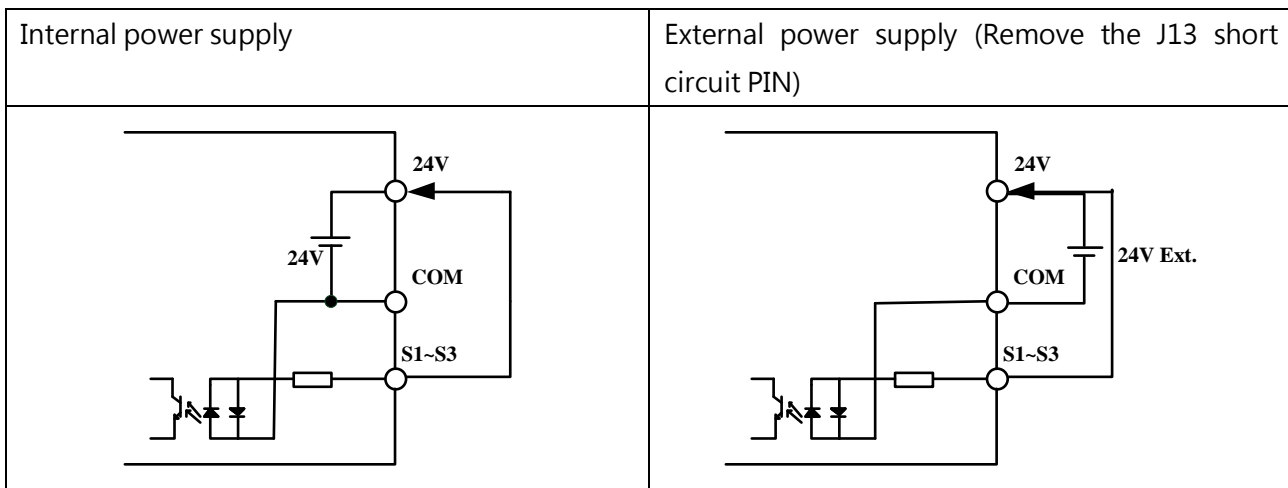 Internal power supply
External power supply (Remove the J13 short
circuit PIN)
24V
24V
COM
S1~S3
24V
24V Ext.
COM
S1~S3